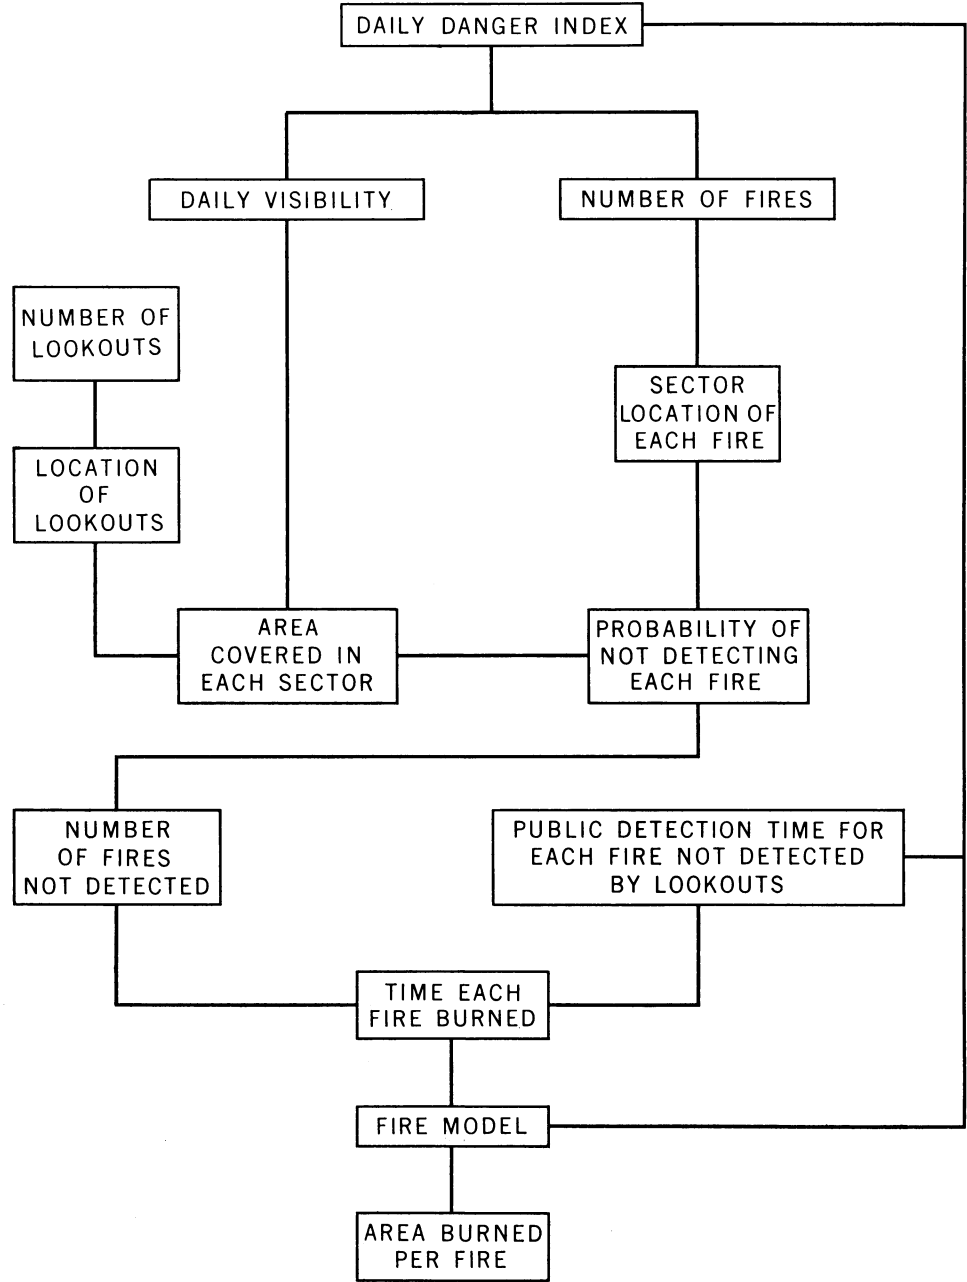 DAILY DANGER INDEX
DAILY VISIBILITY
NUMBER OF FIRES
NUMBER OF
LOOKOUTS
SECTOR
LOCATION OF
EACH FIRE
LOCATION
OF
LOOKOUTS
AREA
COVERED IN
EACH SECTOR
PROBABILITY OF
NOT DETECTING
EACH FIRE
NUMBER
OF FIRES
NOT DETECTED
PUBLIC DETECTION TIME FOR
EACH FIRE NOT DETECTED
BY LOOKOUTS
TIME EACH
FIRE BURNED
FIRE MODEL
AREA BURNED
PER FIRE